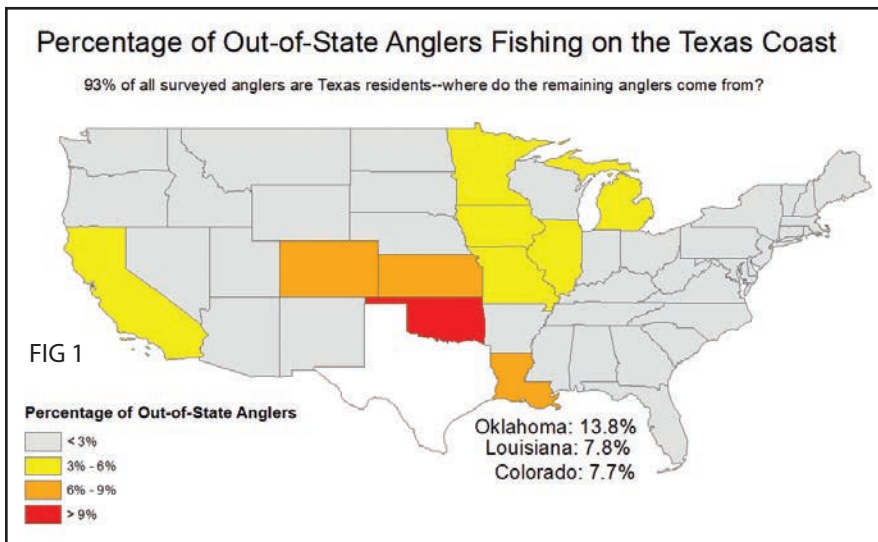 Percentage of Out-of-State Anglers Fishing on the Texas Coast
93% of all surveyed anglers are Texas residents--where do the remaining anglers come from?
FIG 1
Percentage of Out-of-State Anglers
< 3%
3% - 6%
6% - 9%
> 9%
Oklahoma: 13.8%
Louisiana: 7.8%
Colorado: 7.7%